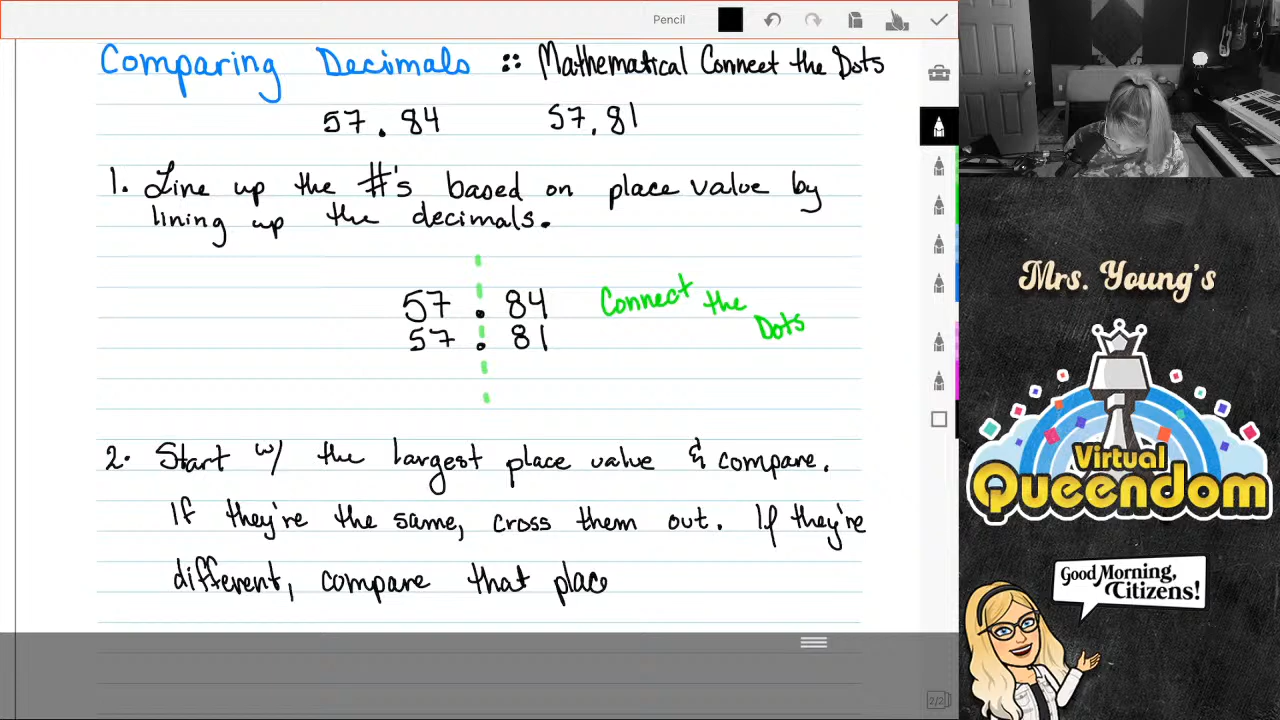 Pencil
Comparing Decimals :: Mathematical Connect the Dots
57.84 57.81
1. Line up the #'s based on place value by
lining up the decimals.
57.84
57.81
Connect the
Dots
2. Start w/ the largest place value & compare.
If they're the same, cross them out. If they're
different, compare that place
2/2
Mrs. Young's
Virtual
Queendom
Good Morning,
Citizens!